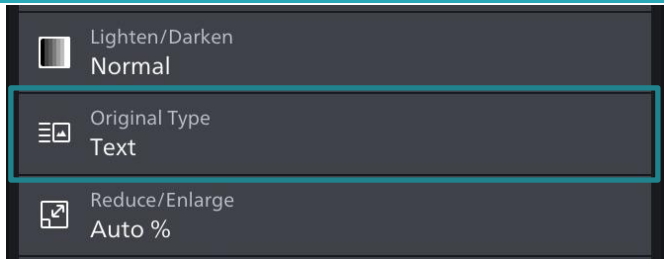 Lighten/Darken
Normal
Original Type
Text
Reduce/Enlarge
Auto %